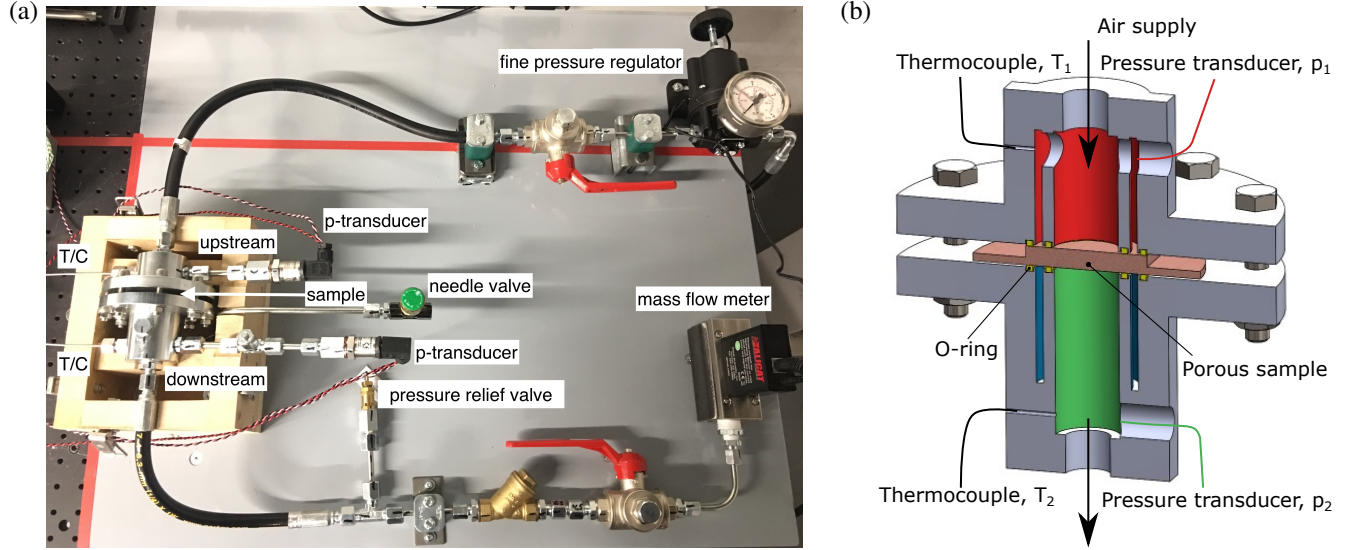 (a)
fine pressure regulator
p-transducer
T/C
upstream
sample
needle valve
mass flow meter
ALICAT
T/C
p-transducer
downstream
pressure relief valve
(b)
Air supply
Thermocouple, T1
Pressure transducer, p1
O-ring
Porous sample
Thermocouple, T2
Pressure transducer, p2